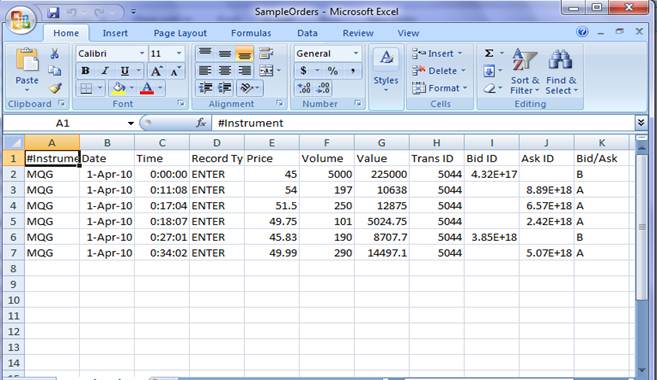 SampleOrders - Microsoft Excel
Home Insert Page Layout Formulas Data Review View
Calibri 11 General Insert Σ
Paste B I U A A $ % , Styles Delete Sort & Filter Find & Select
Format
Clipboard Font Alignment Number Cells Editing
A1 fx #Instrument
A B C D E F G H I J K
1 #Instrume Date Time Record Ty Price Volume Value Trans ID Bid ID Ask ID Bid/Ask
2 MQG 1-Apr-10 0:00:00 ENTER 45 5000 225000 5044 4.32E+17 B
3 MQG 1-Apr-10 0:11:08 ENTER 54 197 10638 5044 8.89E+18 A
4 MQG 1-Apr-10 0:17:04 ENTER 51.5 250 12875 5044 6.57E+18 A
5 MQG 1-Apr-10 0:18:07 ENTER 49.75 101 5024.75 5044 2.42E+18 A
6 MQG 1-Apr-10 0:27:01 ENTER 45.83 190 8707.7 5044 3.85E+18 B
7 MQG 1-Apr-10 0:34:02 ENTER 49.99 290 14497.1 5044 5.07E+18 A
8
9
10
11
12
13
14